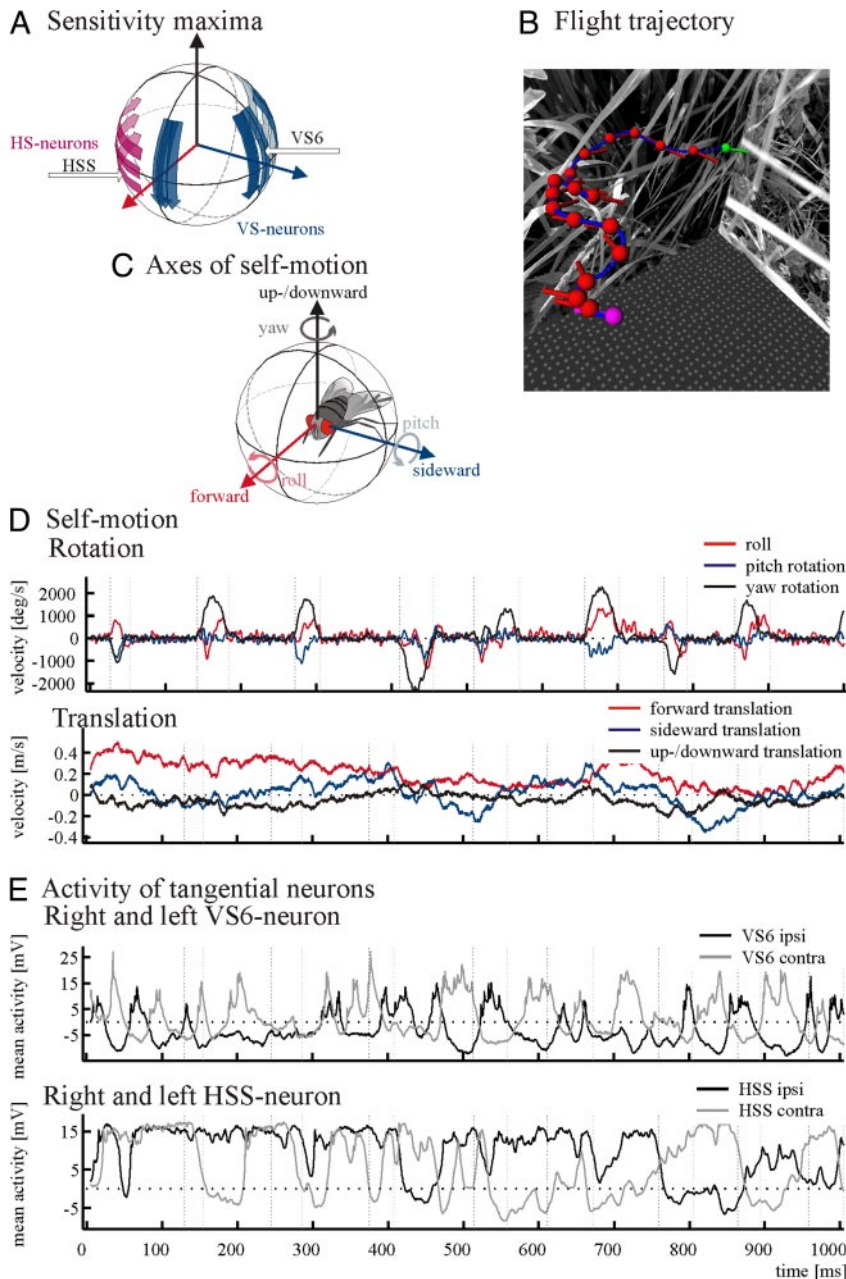 A Sensitivity maxima
HS-neurons
HSS
VS6
VS-neurons
B Flight trajectory
C Axes of self-motion
up-/downward
yaw
pitch
sideward
roll
forward
D Self-motion
Rotation
roll
pitch rotation
yaw rotation
velocity [deg/s]
2000
1000
0
-1000
-2000
Translation
forward translation
sideward translation
up-/downward translation
velocity [m/s]
0.4
0.2
0
-0.2
-0.4
E Activity of tangential neurons
Right and left VS6-neuron
VS6 ipsi
VS6 contra
mean activity [mV]
25
15
5
-5
Right and left HSS-neuron
HSS ipsi
HSS contra
mean activity [mV]
15
5
-5
0 100 200 300 400 500 600 700 800 900 1000
time [ms]